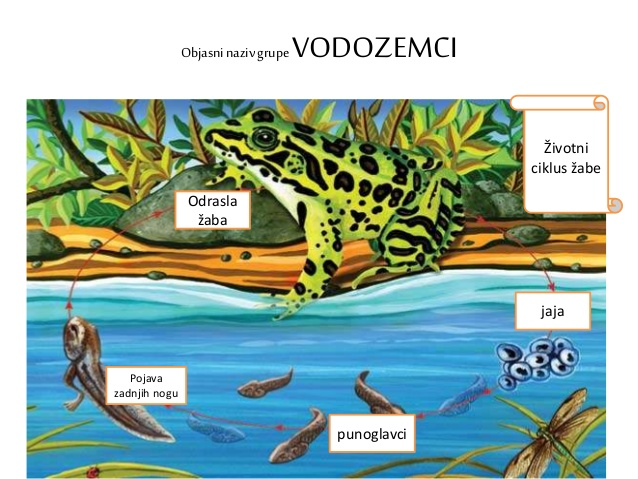 Objasni naziv grupe VODOZEMCI
Životni
ciklus žabe
Odrasla
žaba
jaja
Pojava
zadnjih nogu
punoglavci